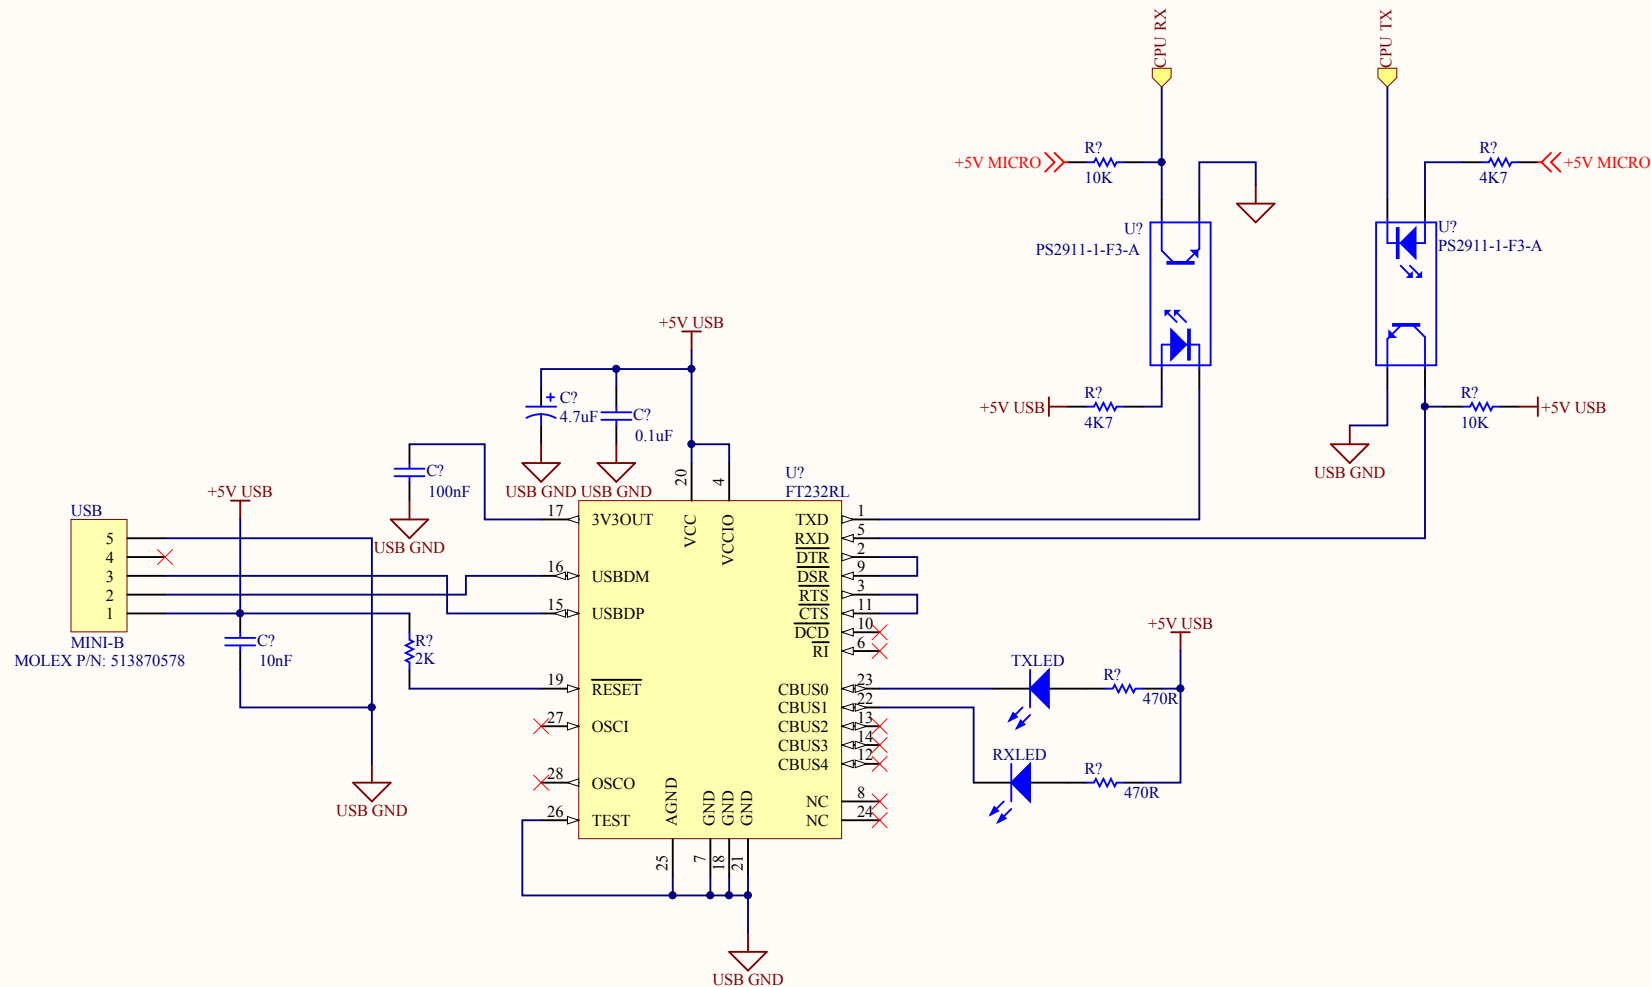 CPU RX
CPU TX
+5V MICRO
R?
10K
R?
4K7
+5V MICRO
U?
PS2911-1-F3-A
U?
PS2911-1-F3-A
+5V USB
R?
4K7
R?
10K
+5V USB
USB GND
+5V USB
C?
4.7uF
C?
0.1uF
USB GND
USB GND
C?
100nF
USB GND
+5V USB
USB
5
4
3
2
1
MINI-B
MOLEX P/N: 513870578
C?
10nF
R?
2K
USB GND
U?
FT232RL
20
4
VCC
VCCIO
17
3V3OUT
16
USBDM
15
USBDP
19
RESET
27
OSCI
28
OSCO
26
TEST
TXD
1
RXD
5
DTR
2
DSR
9
RTS
3
CTS
11
DCD
10
RI
6
CBUS0
23
CBUS1
22
CBUS2
13
CBUS3
14
CBUS4
12
NC
8
NC
24
AGND
GND
GND
GND
25
7
18
21
USB GND
+5V USB
TXLED
R?
470R
RXLED
R?
470R